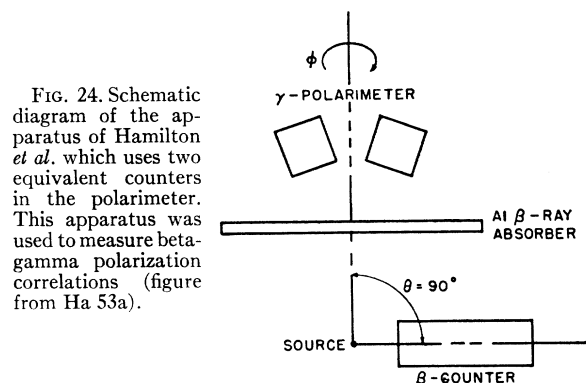 FIG. 24. Schematic
diagram of the ap-
paratus of Hamilton
et al. which uses two
equivalent counters
in the polarimeter.
This apparatus was
used to measure beta-
gamma polarization
correlations (figure
from Ha 53a).
ϕ
γ-POLARIMETER
Al β-RAY
ABSORBER
θ = 90°
SOURCE
β-COUNTER